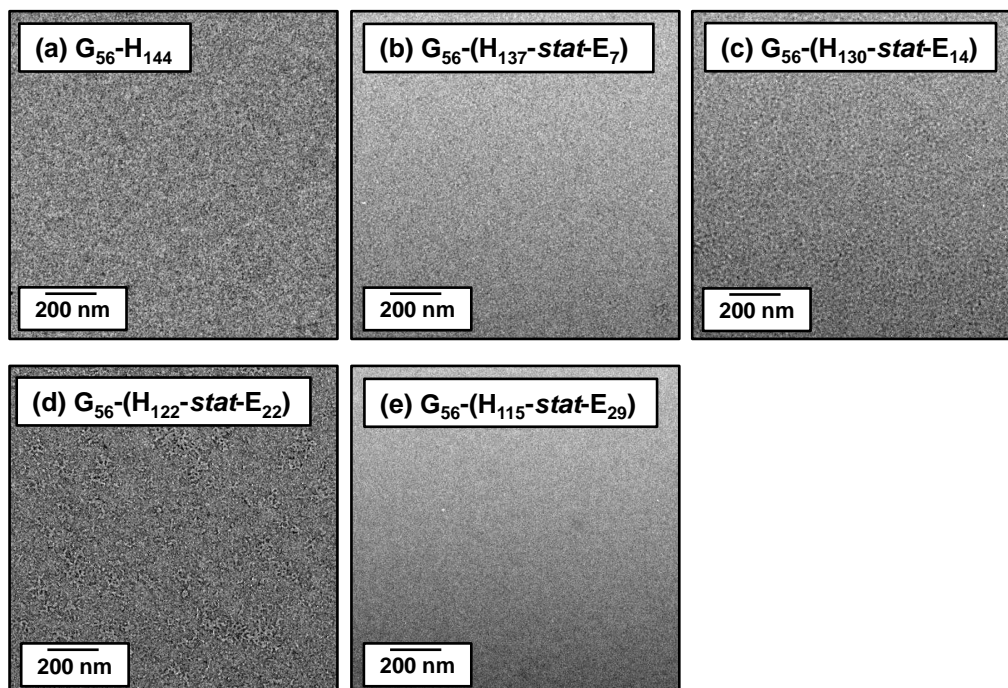 (a) G₅₆-H₁₄₄
(b) G₅₆-(H₁₃₇-stat-E₇)
(c) G₅₆-(H₁₃₀-stat-E₁₄)
200 nm
200 nm
200 nm
(d) G₅₆-(H₁₂₂-stat-E₂₂)
(e) G₅₆-(H₁₁₅-stat-E₂₉)
200 nm
200 nm